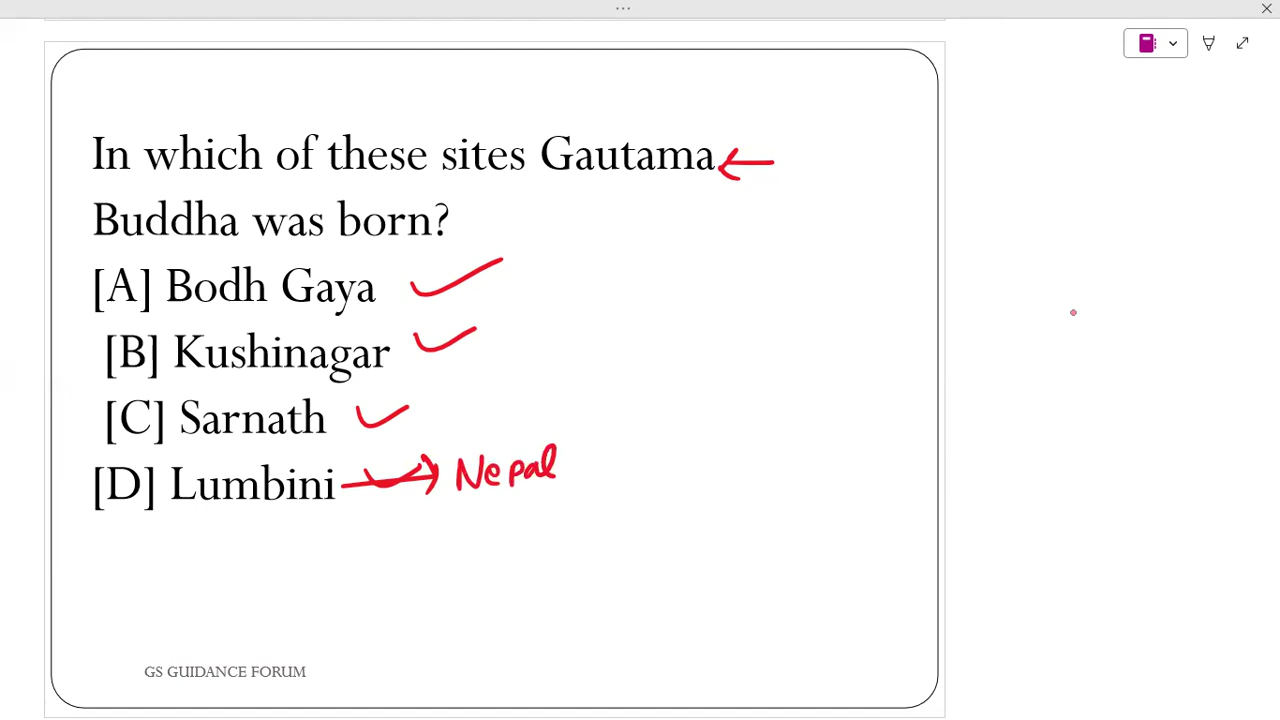 In which of these sites Gautama
Buddha was born?
[A] Bodh Gaya
[B] Kushinagar
[C] Sarnath
[D] Lumbini Nepal
GS GUIDANCE FORUM